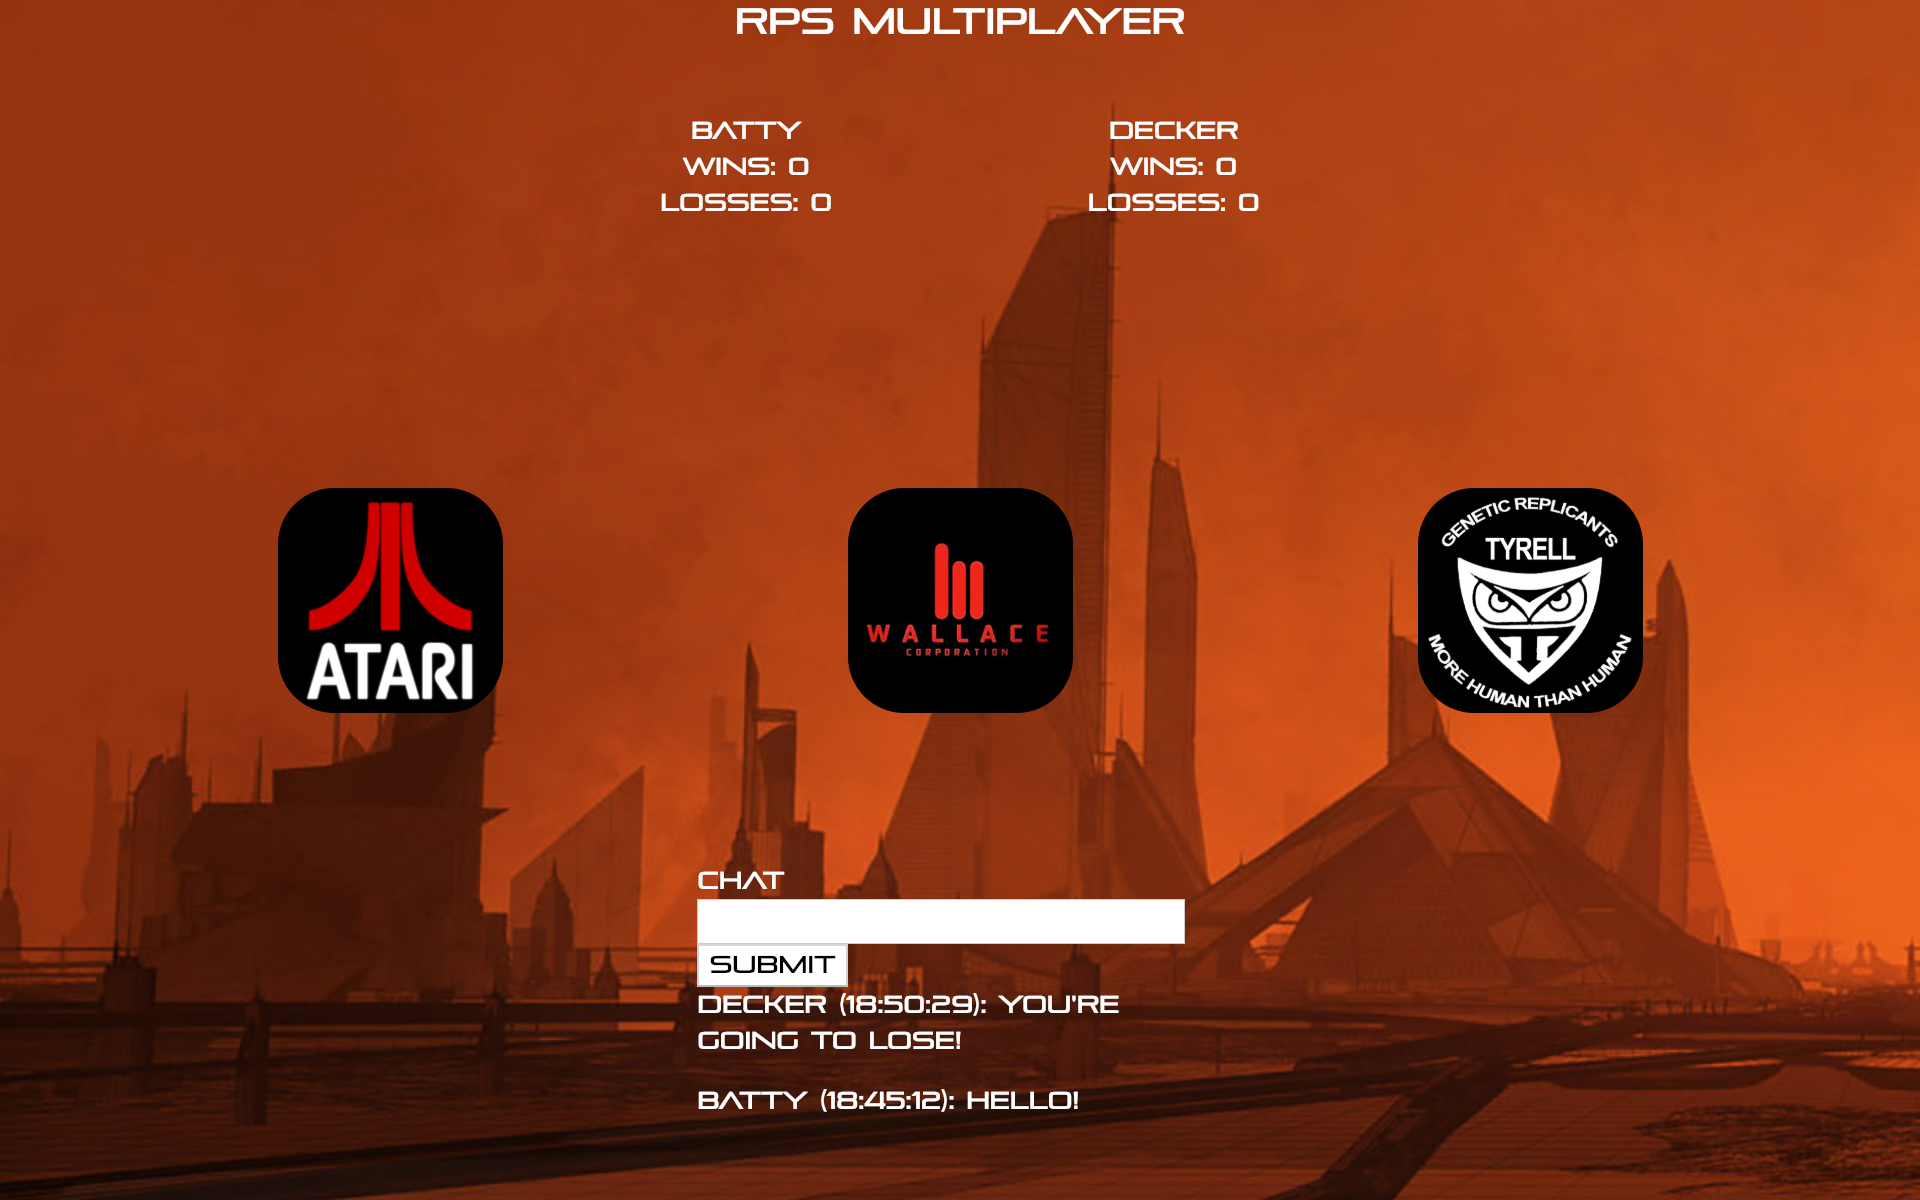 RPS MULTIPLAYER
BATTY
WINS: 0
LOSSES: 0
DECKER
WINS: 0
LOSSES: 0
ATARI
WALLACE
CORPORATION
GENETIC REPLICANTS
TYRELL
MORE HUMAN THAN HUMAN
CHAT
SUBMIT
DECKER (18:50:29): YOU'RE
GOING TO LOSE!
BATTY (18:45:12): HELLO!